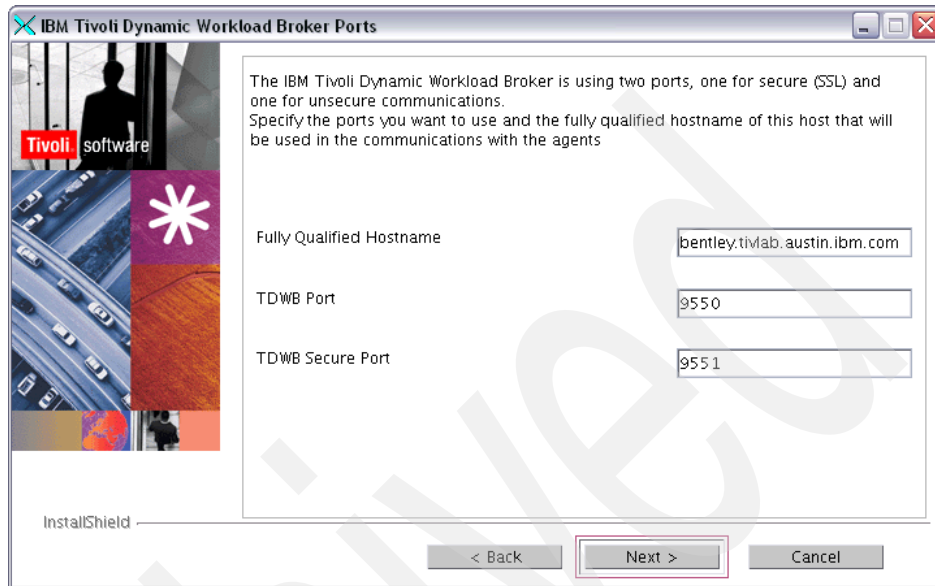 IBM Tivoli Dynamic Workload Broker Ports
The IBM Tivoli Dynamic Workload Broker is using two ports, one for secure (SSL) and
one for unsecure communications.
Specify the ports you want to use and the fully qualified hostname of this host that will
be used in the communications with the agents
Tivoli. software
Fully Qualified Hostname
bentley.tivlab.austin.ibm.com
TDWB Port
9550
TDWB Secure Port
9551
InstallShield
< Back
Next >
Cancel